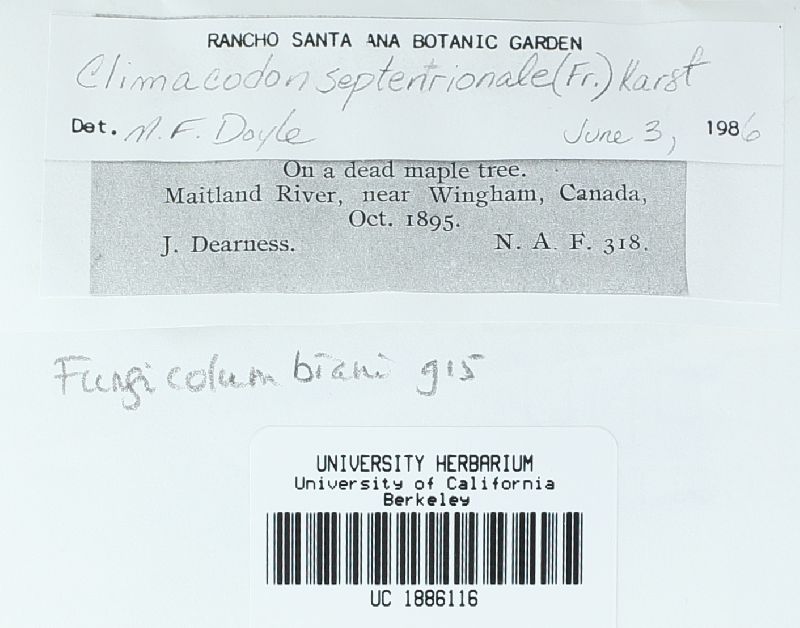 RANCHO SANTA ANA BOTANIC GARDEN
Climacodon septentrionale (Fr.) Karst
Det. M. F. Doyle June 3, 1986
On a dead maple tree.
Maitland River, near Wingham, Canada,
Oct. 1895.
J. Dearness. N. A. F. 318.
Fungi columbiani 915
UNIVERSITY HERBARIUM
University of California
Berkeley
UC 1886116